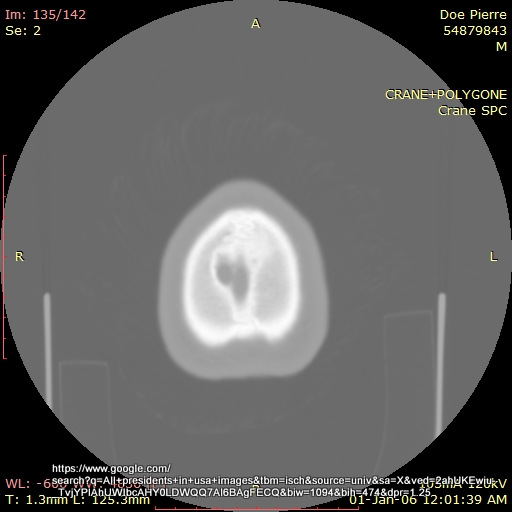 Im: 135/142
Se: 2
A
Doe Pierre
54879843
M
CRANE+POLYGONE
Crane SPC
R
L
https://www.google.com/
search?q=All+presidents+in+usa+images&tbm=isch&source=univ&sa=X&ved=2ahUKEwiu
TvjYPlAhUWIbcAHY0LDWQQ7Al6BAgFECQ&biw=1094&bih=474&dpr=1.25
T: 1.3mm L: 125.3mm
A
120kV
01-Jan-06 12:01:39 AM